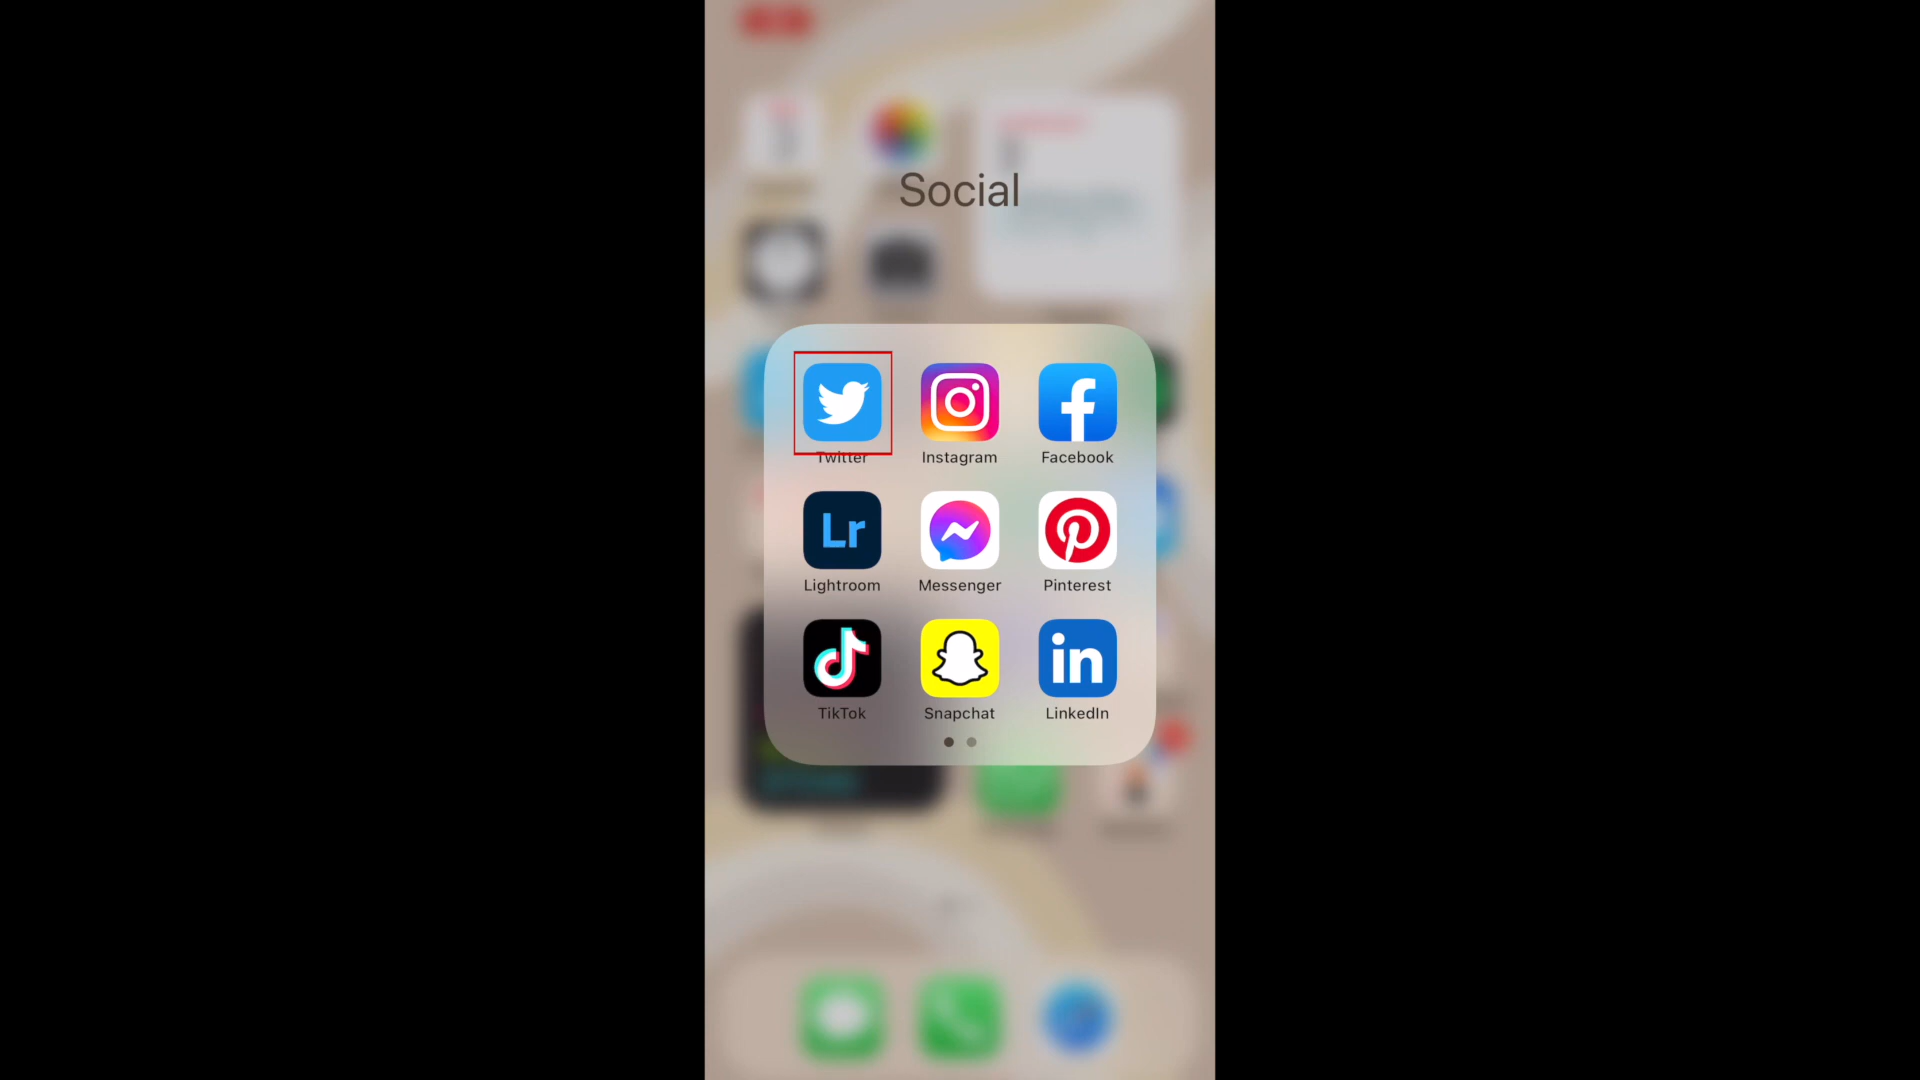 Social
Twitter Instagram Facebook
Lr
Lightroom Messenger Pinterest
in
TikTok Snapchat LinkedIn